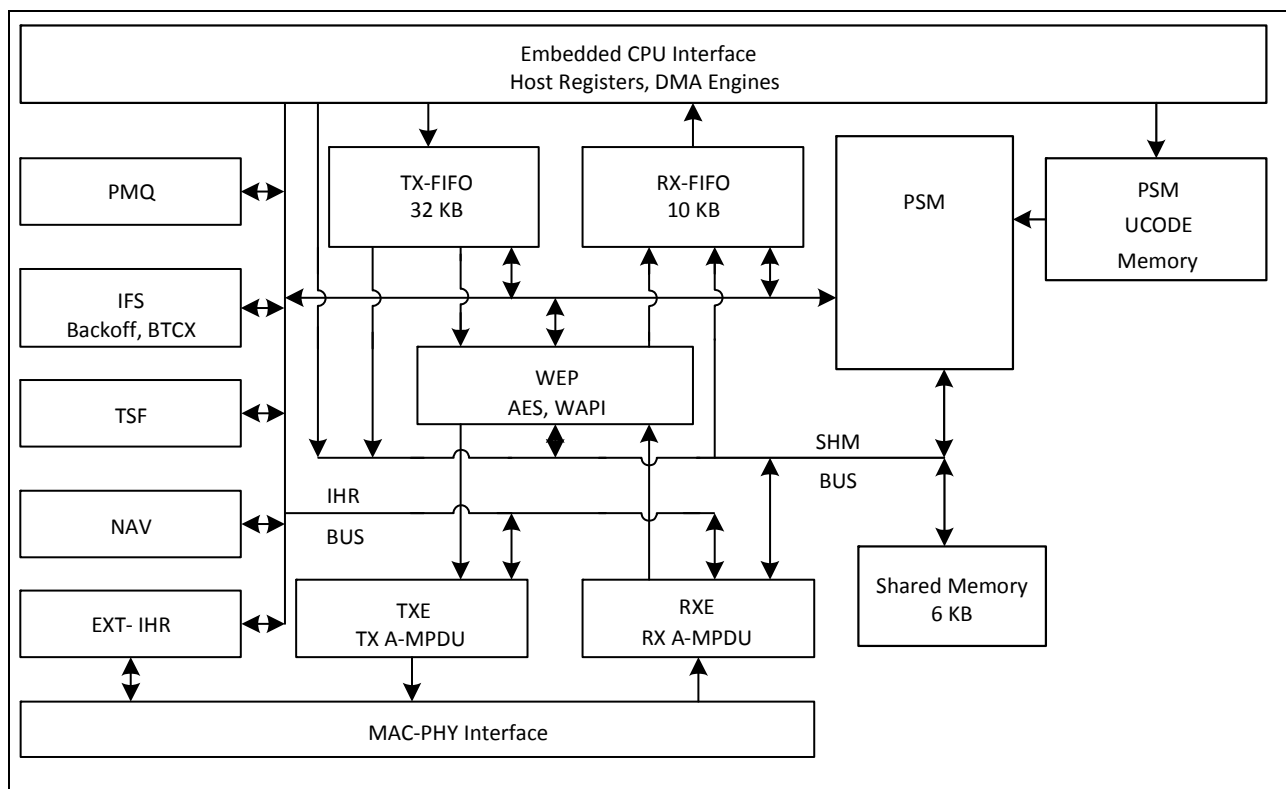 Embedded CPU Interface
Host Registers, DMA Engines
PMQ
TX-FIFO
32 KB
RX-FIFO
10 KB
PSM
PSM
UCODE
Memory
IFS
Backoff, BTCX
WEP
AES, WAPI
TSF
SHM
BUS
IHR
BUS
NAV
Shared Memory
6 KB
EXT- IHR
TXE
TX A-MPDU
RXE
RX A-MPDU
MAC-PHY Interface